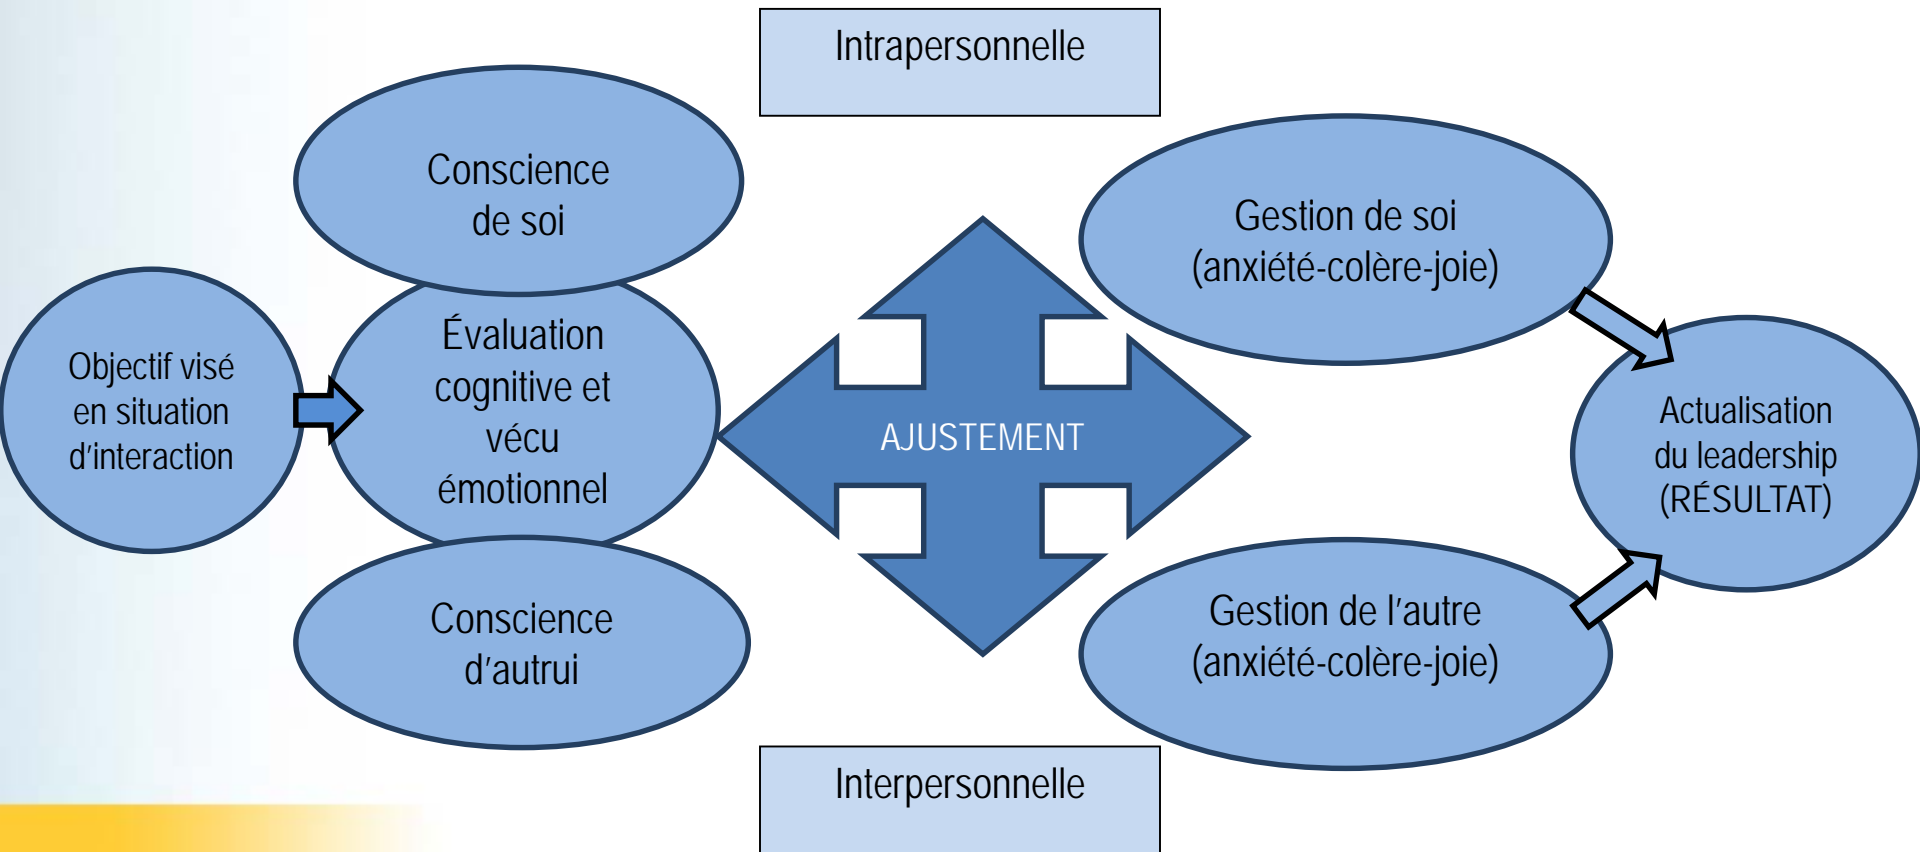 Intrapersonnelle
Conscience
de soi
Gestion de soi
(anxiété-colère-joie)
Objectif visé
en situation
d'interaction
Évaluation
cognitive et
vécu
émotionnel
AJUSTEMENT
Actualisation
du leadership
(RÉSULTAT)
Conscience
d'autrui
Gestion de l'autre
(anxiété-colère-joie)
Interpersonnelle